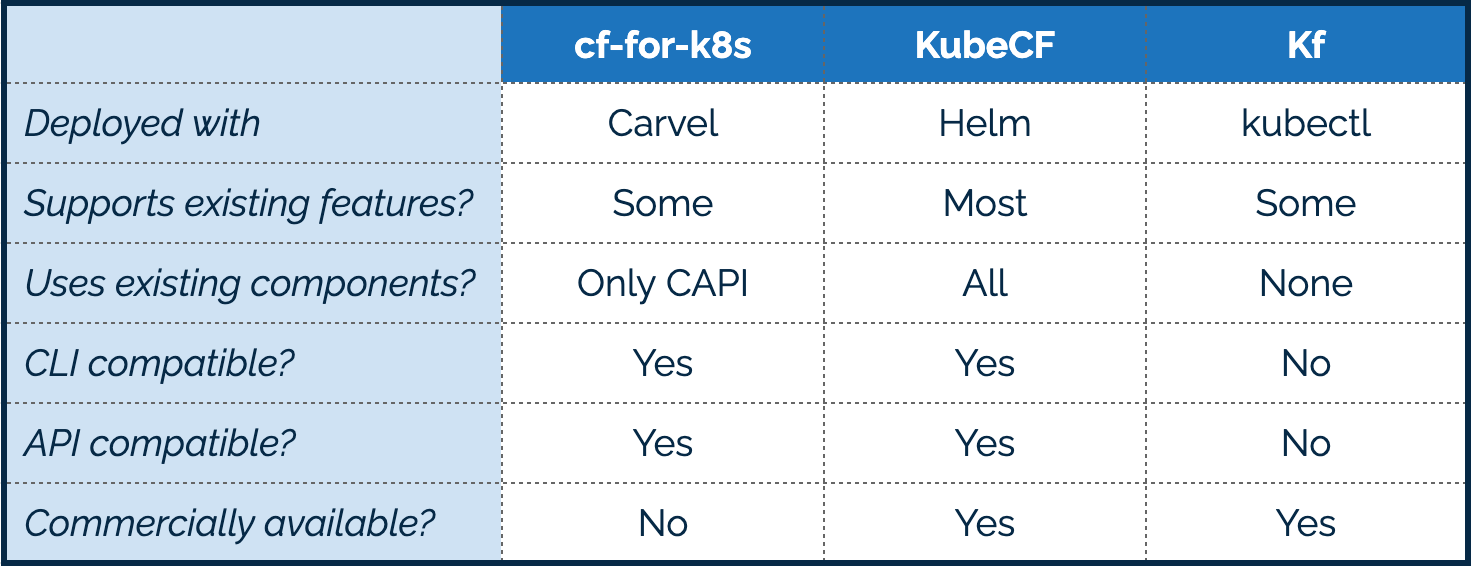 cf-for-k8s KubeCF Kf
Deployed with Carvel Helm kubectl
Supports existing features? Some Most Some
Uses existing components? Only CAPI All None
CLI compatible? Yes Yes No
API compatible? Yes Yes No
Commercially available? No Yes Yes